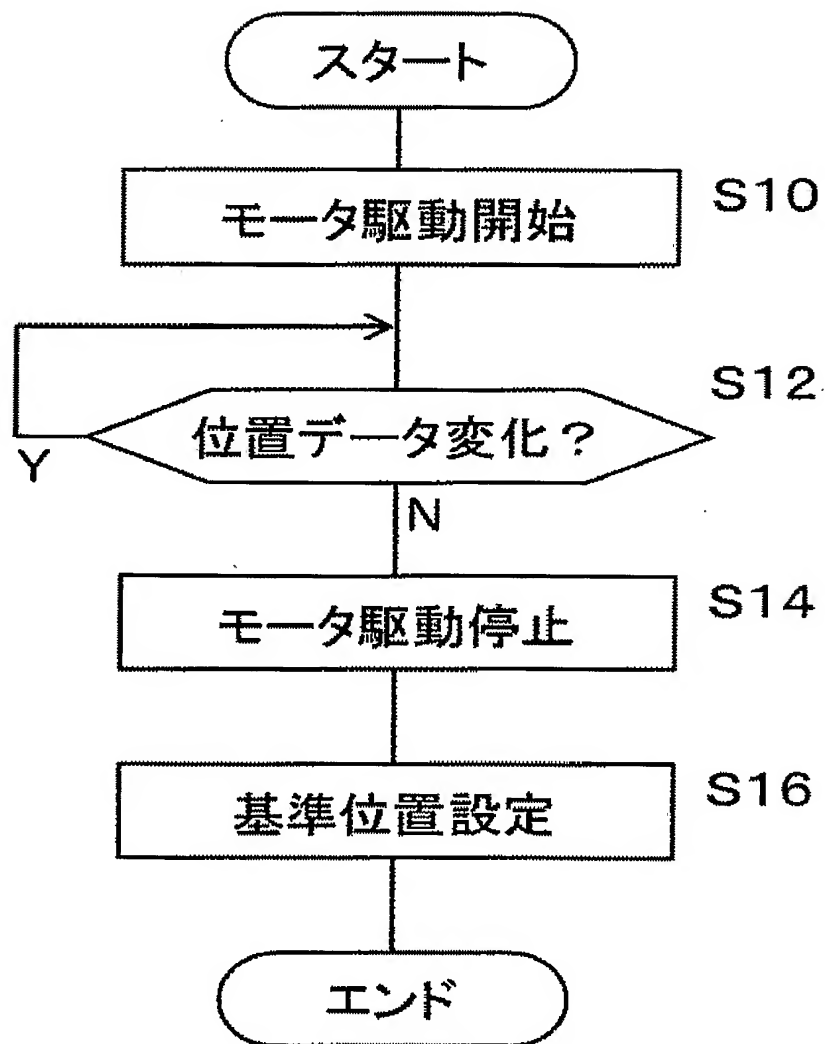 スタート
モータ駆動開始
S10
位置データ変化？
S12
Y
N
モータ駆動停止
S14
基準位置設定
S16
エンド